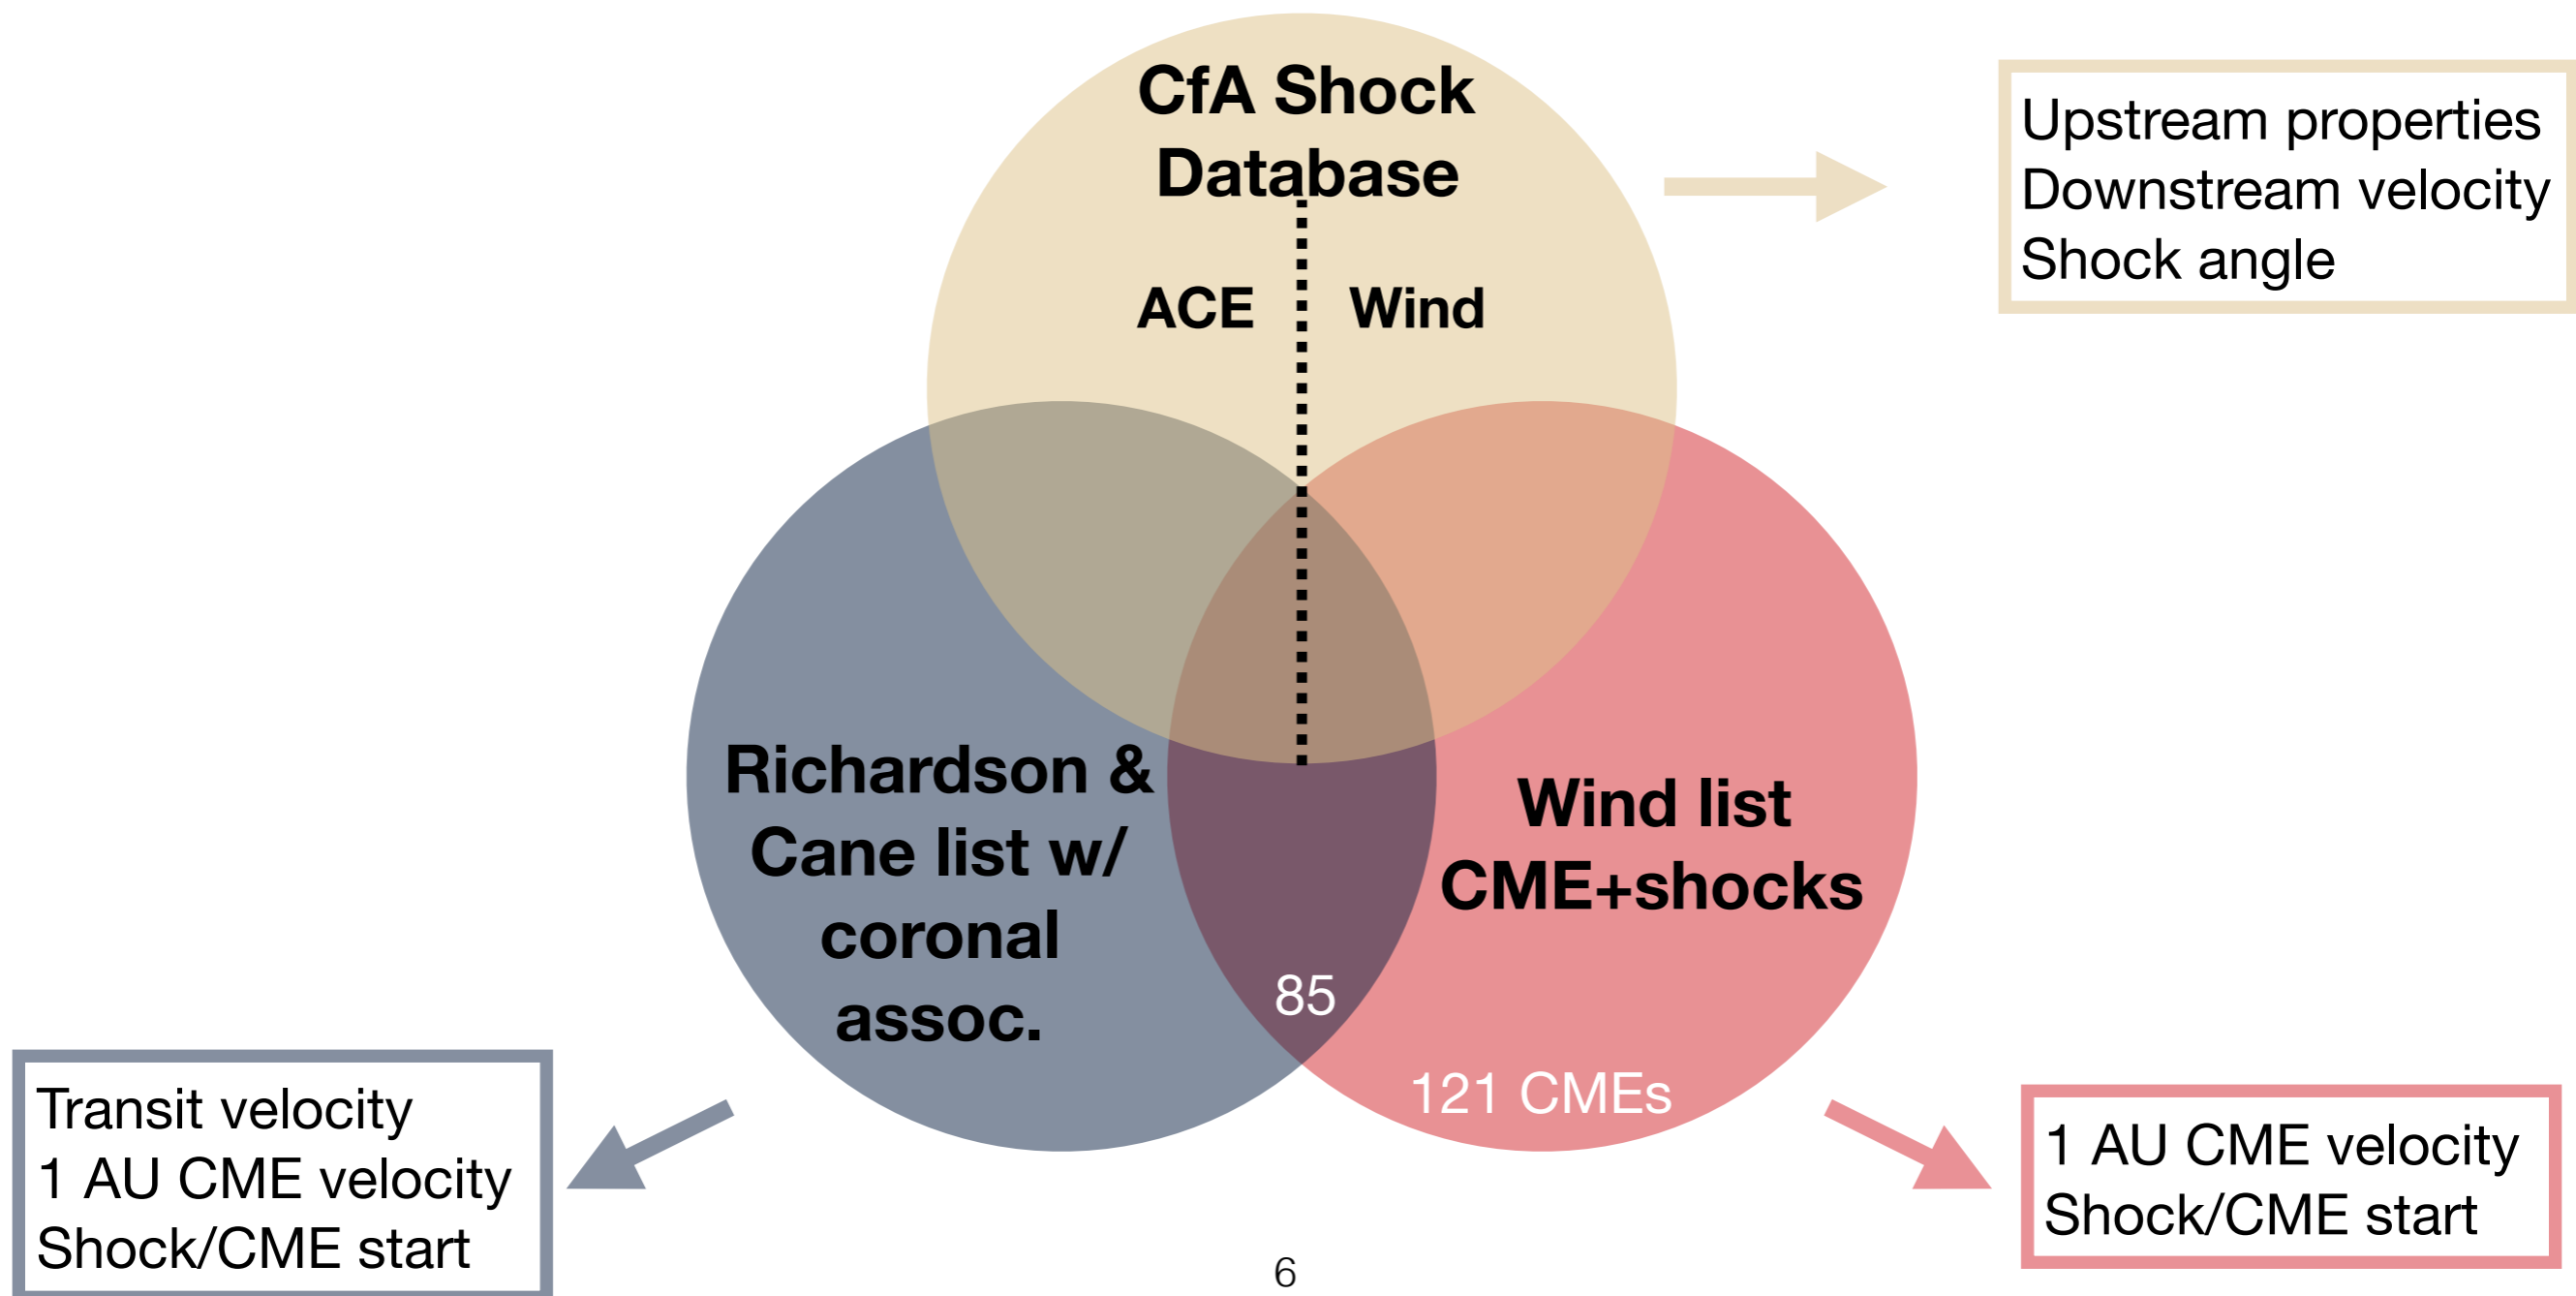 CfA Shock
Database
ACE
Wind
Upstream properties
Downstream velocity
Shock angle
Richardson &
Cane list w/
coronal
assoc.
Wind list
CME+shocks
85
121 CMEs
Transit velocity
1 AU CME velocity
Shock/CME start
1 AU CME velocity
Shock/CME start
6